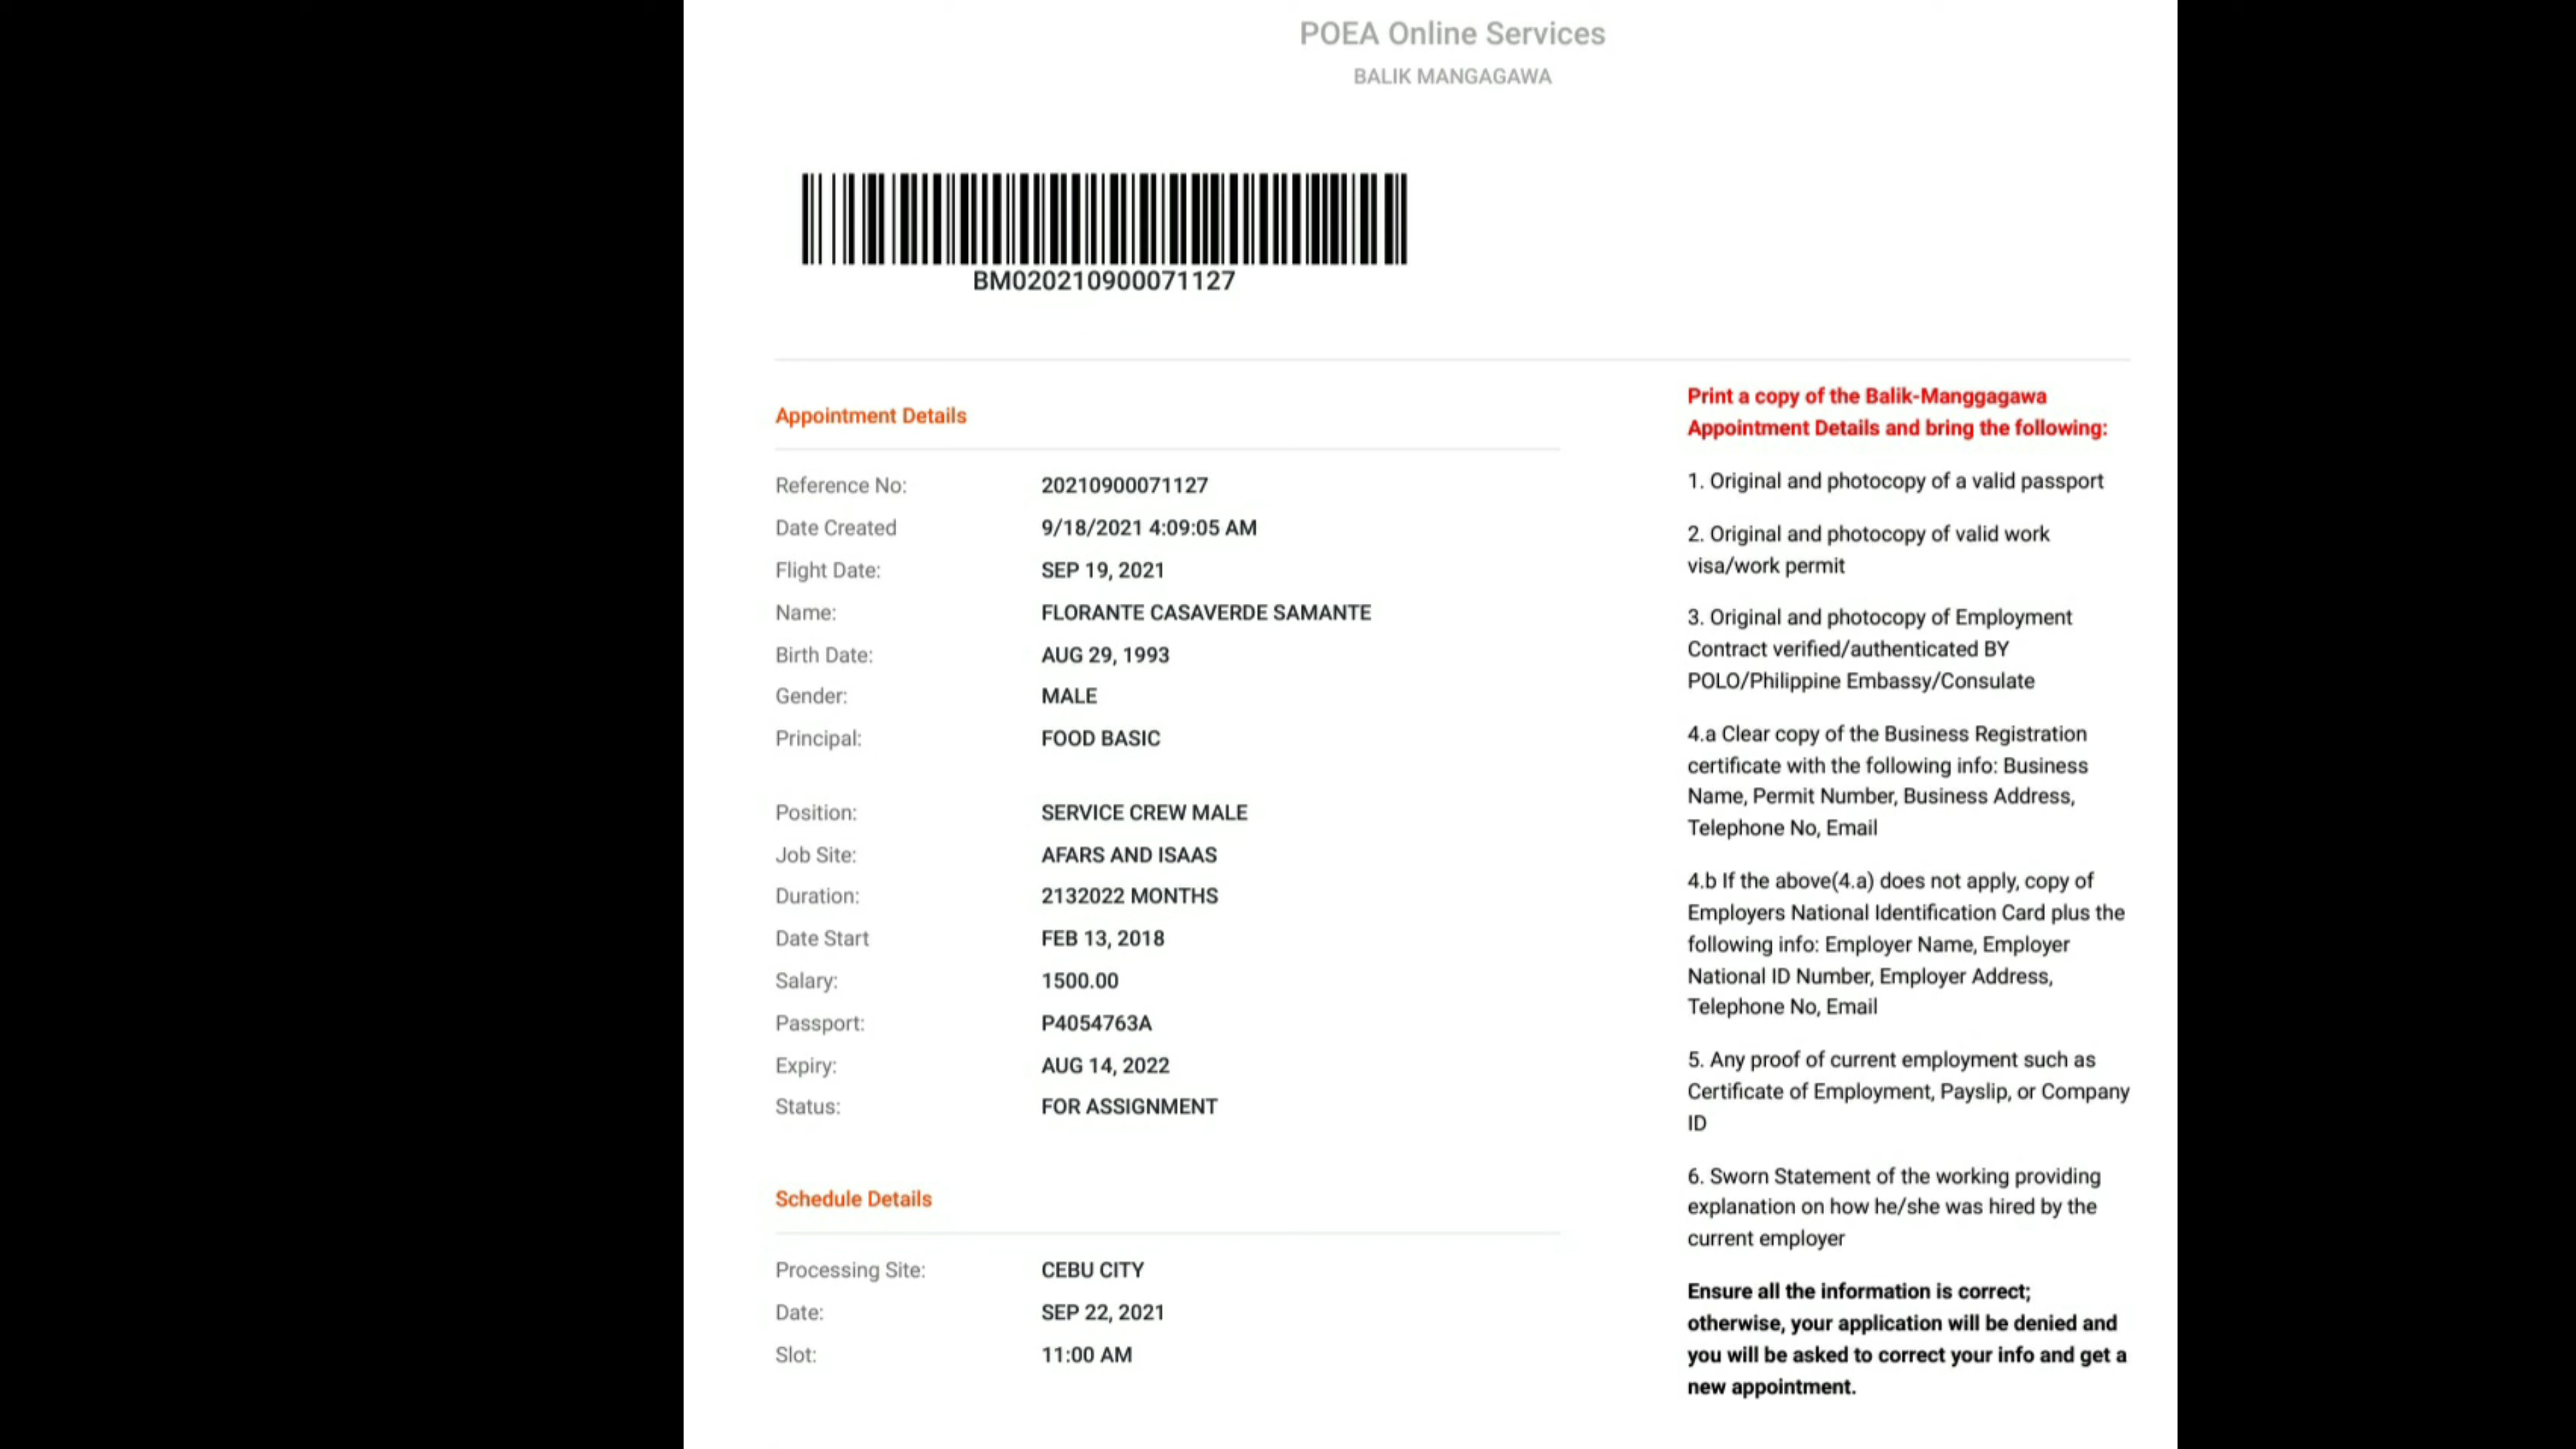 POEA Online Services
BALIK MANGAGAWA
BM020210900071127
Appointment Details
Reference No: 20210900071127
Date Created 9/18/2021 4:09:05 AM
Flight Date: SEP 19, 2021
Name: FLORANTE CASAVERDE SAMANTE
Birth Date: AUG 29, 1993
Gender: MALE
Principal: FOOD BASIC
Position: SERVICE CREW MALE
Job Site: AFARS AND ISAAS
Duration: 2132022 MONTHS
Date Start FEB 13, 2018
Salary: 1500.00
Passport: P4054763A
Expiry: AUG 14, 2022
Status: FOR ASSIGNMENT
Schedule Details
Processing Site: CEBU CITY
Date: SEP 22, 2021
Slot: 11:00 AM
Print a copy of the Balik-Manggagawa
Appointment Details and bring the following:
1. Original and photocopy of a valid passport
2. Original and photocopy of valid work
visa/work permit
3. Original and photocopy of Employment
Contract verified/authenticated BY
POLO/Philippine Embassy/Consulate
4.a Clear copy of the Business Registration
certificate with the following info: Business
Name, Permit Number, Business Address,
Telephone No, Email
4.b If the above(4.a) does not apply, copy of
Employers National Identification Card plus the
following info: Employer Name, Employer
National ID Number, Employer Address,
Telephone No, Email
5. Any proof of current employment such as
Certificate of Employment, Payslip, or Company
ID
6. Sworn Statement of the working providing
explanation on how he/she was hired by the
current employer
Ensure all the information is correct;
otherwise, your application will be denied and
you will be asked to correct your info and get a
new appointment.